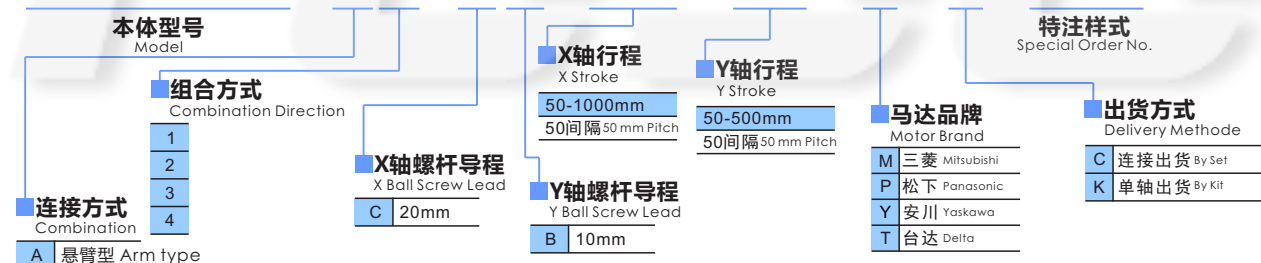 本体型号
Model
特注样式
Special Order No.
X轴行程
X Stroke
50-1000mm
50间隔 50 mm Pitch
Y轴行程
Y Stroke
50-500mm
50间隔 50 mm Pitch
组合方式
Combination Direction
1
2
3
4
马达品牌
Motor Brand
M 三菱 Mitsubishi
P 松下 Panasonic
Y 安川 Yaskawa
T 台达 Delta
出货方式
Delivery Methode
C 连接出货 By Set
K 单轴出货 By Kit
X轴螺杆导程
X Ball Screw Lead
C 20mm
Y轴螺杆导程
Y Ball Screw Lead
B 10mm
连接方式
Combination
A 悬臂型 Arm type